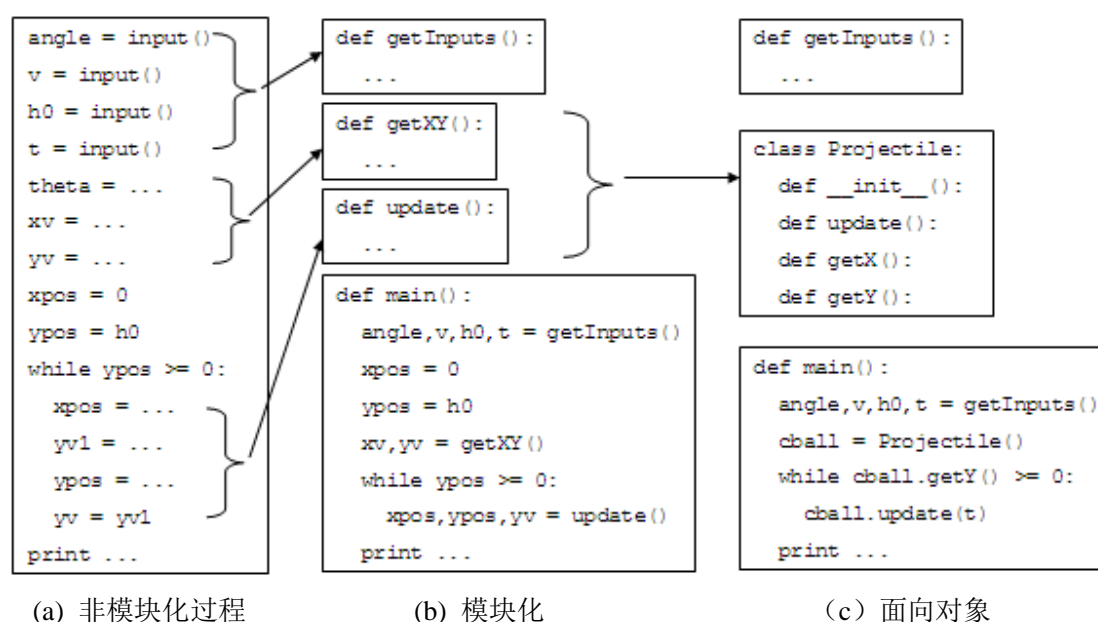 angle = input()
v = input()
h0 = input()
t = input()
theta = ...
xv = ...
yv = ...
xpos = 0
ypos = h0
while ypos >= 0:
xpos = ...
yv1 = ...
ypos = ...
yv = yv1
print ...
(a) 非模块化过程
def getInputs():
...
def getXY():
...
def update():
...
def main():
angle,v,h0,t = getInputs()
xpos = 0
ypos = h0
xv,yv = getXY()
while ypos >= 0:
xpos,ypos,yv = update()
print ...
(b) 模块化
def getInputs():
...
class Projectile:
def __init__():
def update():
def getX():
def getY():
def main():
angle,v,h0,t = getInputs()
cball = Projectile()
while cball.getY() >= 0:
cball.update(t)
print ...
（c）面向对象